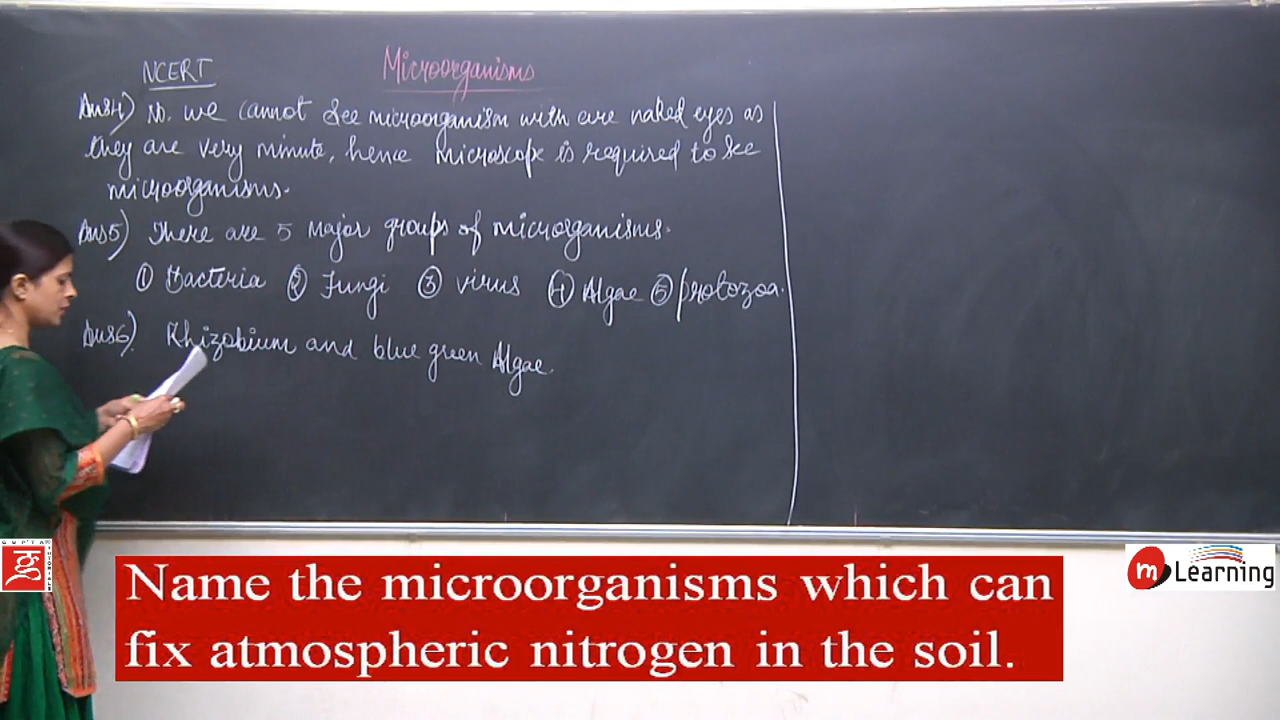 NCERT
Microorganisms
Ans4) No. we cannot see microorganism with are naked eyes as
they are very minute, hence microscope is required to see
microorganisms.
Ans5) There are 5 Major groups of microorganisms.
① Bacteria ② Fungi ③ virus ④ Algae ⑤ protozoa.
Ans6). Rhizobium and blue green Algae.
Name the microorganisms which can
fix atmospheric nitrogen in the soil.
m Learning
GUPTA
TUTORIALS